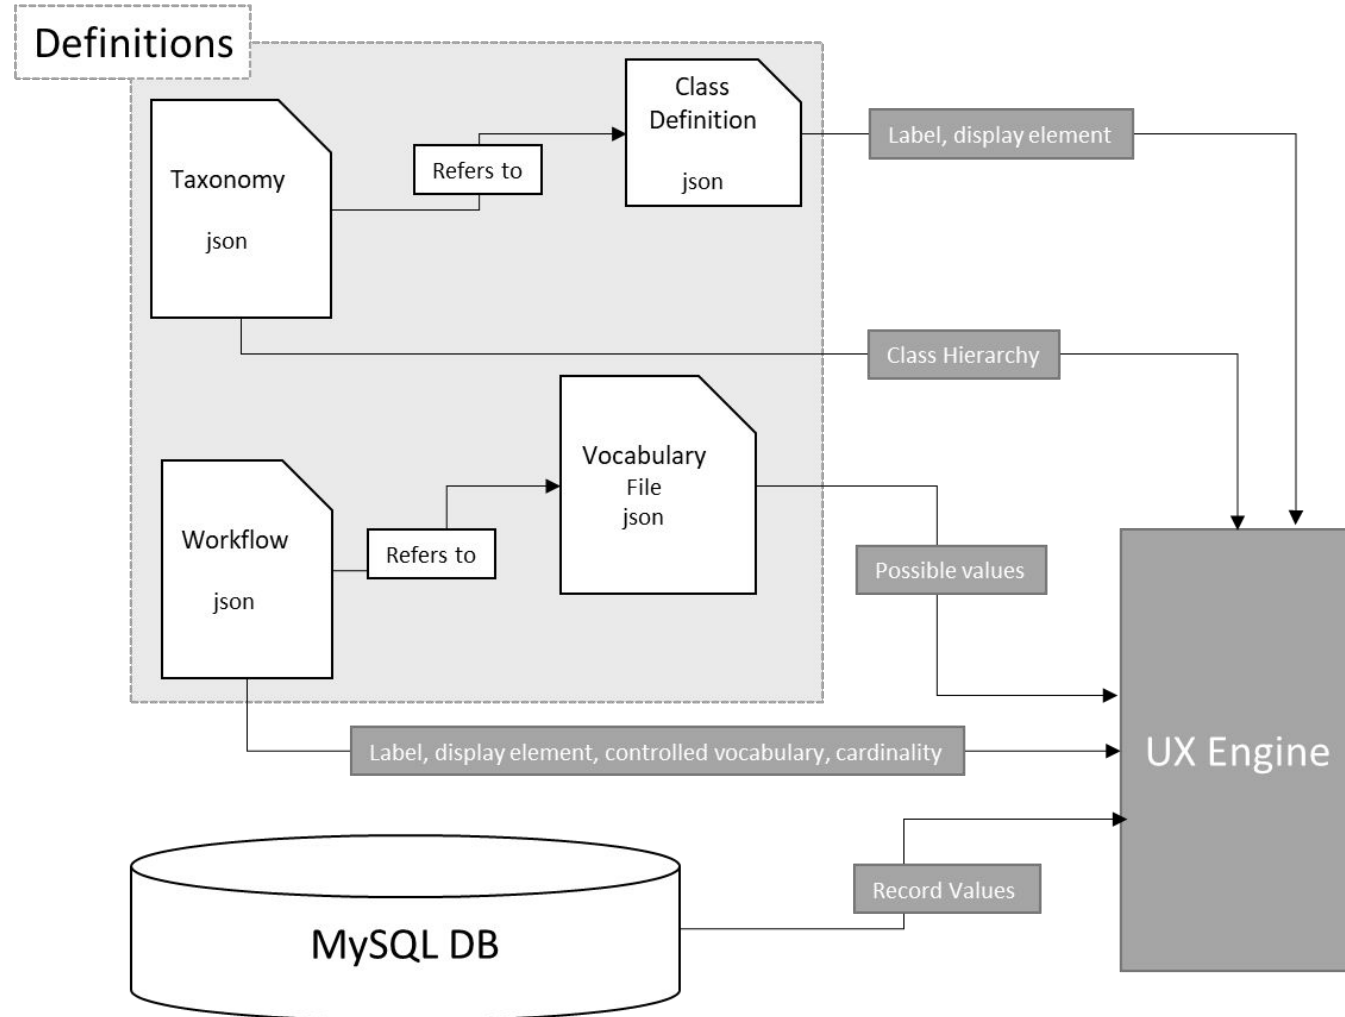 Definitions
Class
Definition
json
Label, display element
Taxonomy
json
Refers to
Class Hierarchy
Vocabulary
File
json
Workflow
json
Refers to
Possible values
Label, display element, controlled vocabulary, cardinality
UX Engine
Record Values
MySQL DB